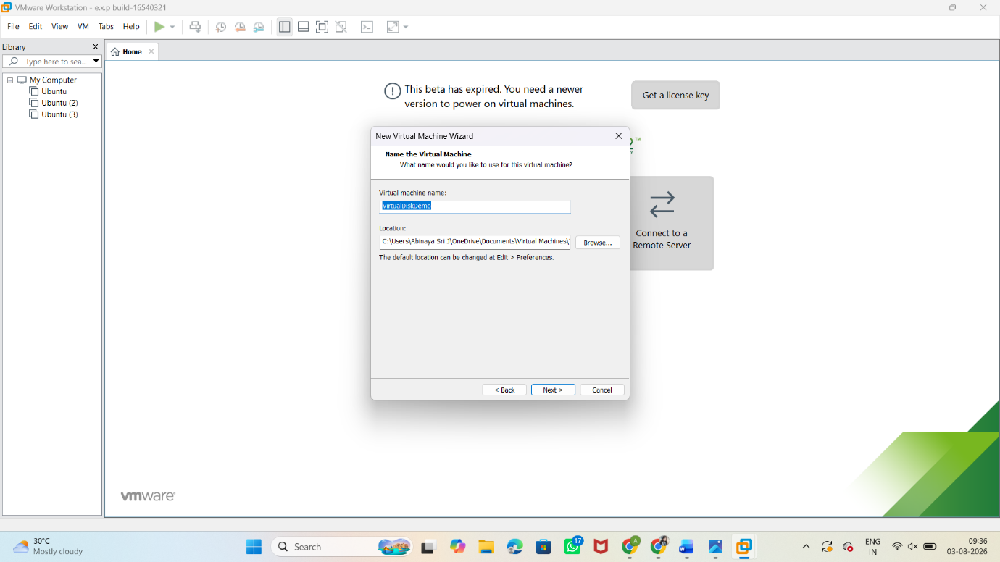 VMware Workstation - e.x.p build-16540321
File Edit View VM Tabs Help
Library
Type here to sea...
Home
My Computer
Ubuntu
Ubuntu (2)
Ubuntu (3)
This beta has expired. You need a newer
version to power on virtual machines.
Get a license key
TM
New Virtual Machine Wizard
Name the Virtual Machine
What name would you like to use for this virtual machine?
Virtual machine name:
VirtualDiskDemo
Location:
C:\Users\Abinaya Sri J\OneDrive\Documents\Virtual Machines\
Browse...
The default location can be changed at Edit > Preferences.
< Back Next > Cancel
Connect to a
Remote Server
vmware
30°C
Mostly cloudy
Search
17
A
ENG
IN
09:36
03-08-2026